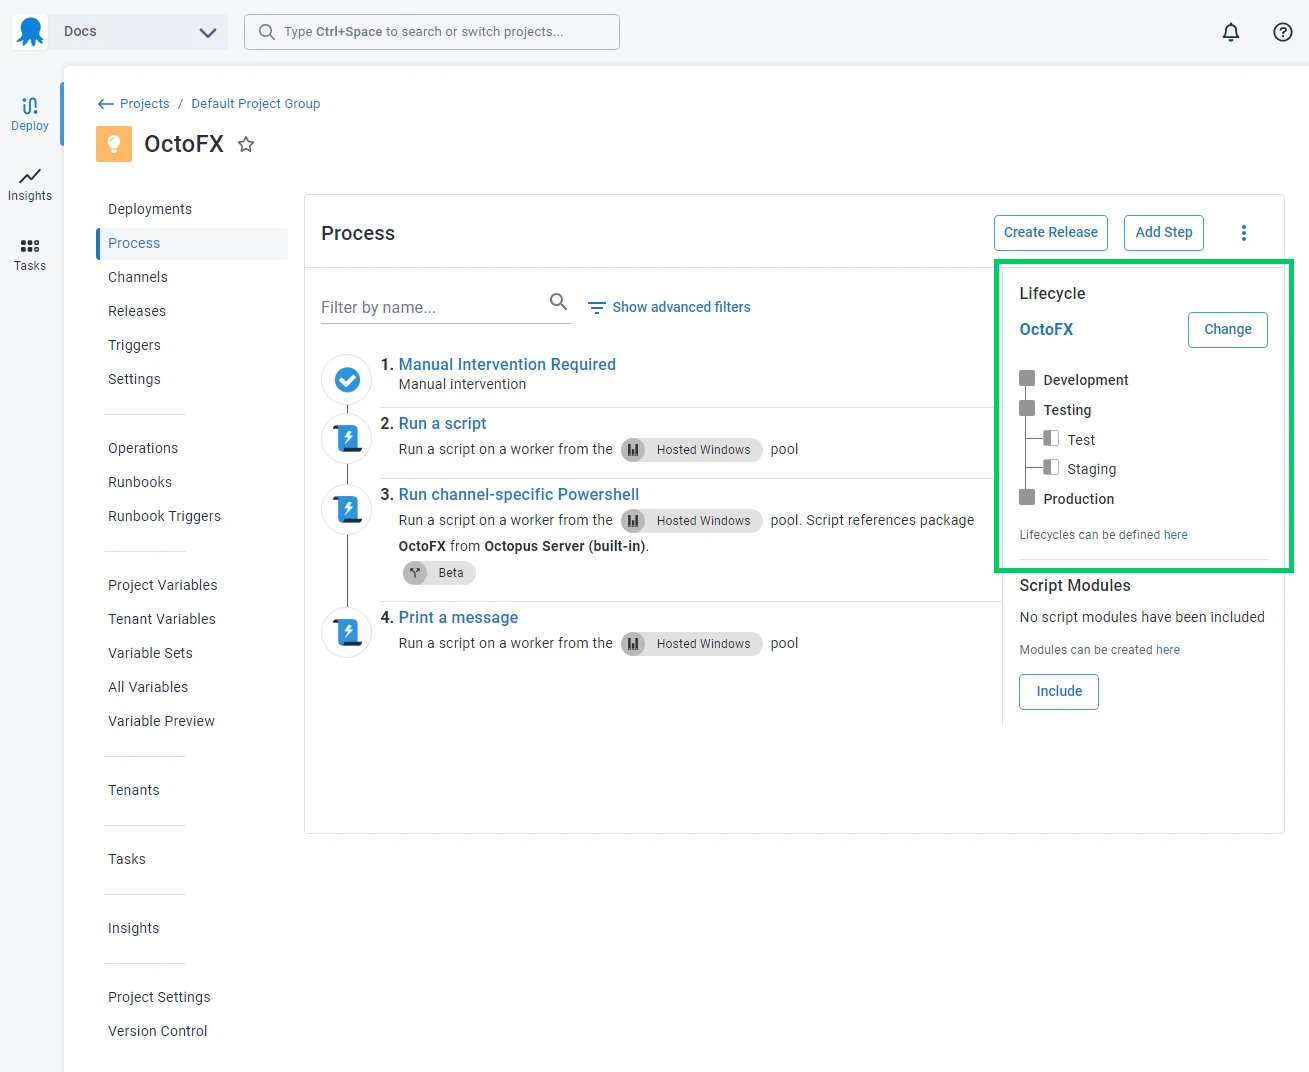 Docs
Type Ctrl+Space to search or switch projects...
Deploy
Insights
Tasks
Projects / Default Project Group
OctoFX
Deployments
Process
Channels
Releases
Triggers
Settings
Operations
Runbooks
Runbook Triggers
Project Variables
Tenant Variables
Variable Sets
All Variables
Variable Preview
Tenants
Tasks
Insights
Project Settings
Version Control
Process
Create Release
Add Step
Filter by name...
Show advanced filters
1. Manual Intervention Required
Manual intervention
2. Run a script
Run a script on a worker from the Hosted Windows pool
3. Run channel-specific Powershell
Run a script on a worker from the Hosted Windows pool. Script references package
OctoFX from Octopus Server (built-in).
Beta
4. Print a message
Run a script on a worker from the Hosted Windows pool
Lifecycle
OctoFX
Change
Development
Testing
Test
Staging
Production
Lifecycles can be defined here
Script Modules
No script modules have been included
Modules can be created here
Include